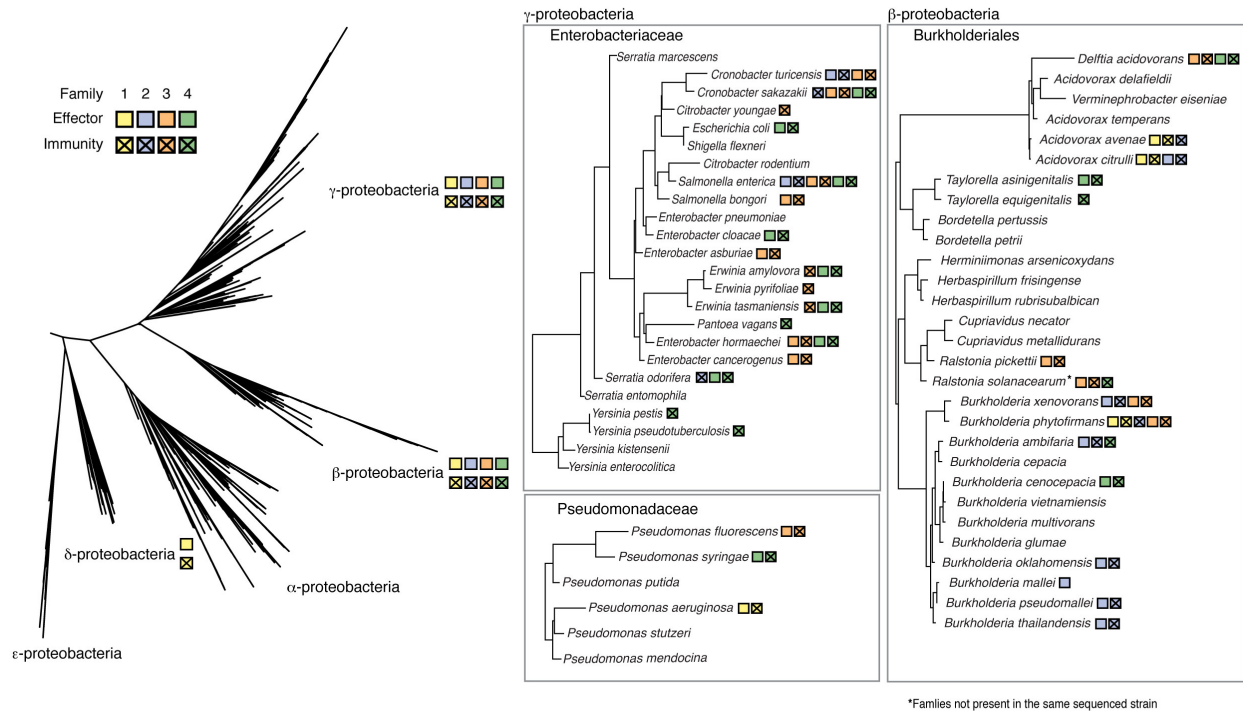 Family 1 2 3 4
Effector
Immunity
γ-proteobacteria
β-proteobacteria
δ-proteobacteria
α-proteobacteria
ε-proteobacteria
γ-proteobacteria
Enterobacteriaceae
Serratia marcescens
Cronobacter turicensis
Cronobacter sakazakii
Citrobacter youngae
Escherichia coli
Shigella flexneri
Citrobacter rodentium
Salmonella enterica
Salmonella bongori
Enterobacter pneumoniae
Enterobacter cloacae
Enterobacter asburiae
Erwinia amylovora
Erwinia pyrifoliae
Erwinia tasmaniensis
Pantoea vagans
Enterobacter hormaechei
Enterobacter cancerogenus
Serratia odorifera
Serratia entomophila
Yersinia pestis
Yersinia pseudotuberculosis
Yersinia kistensenii
Yersinia enterocolitica
Pseudomonadaceae
Pseudomonas fluorescens
Pseudomonas syringae
Pseudomonas putida
Pseudomonas aeruginosa
Pseudomonas stutzeri
Pseudomonas mendocina
β-proteobacteria
Burkholderiales
Delftia acidovorans
Acidovorax delafieldii
Verminephrobacter eiseniae
Acidovorax temperans
Acidovorax avenae
Acidovorax citrulli
Taylorella asinigenitalis
Taylorella equigenitalis
Bordetella pertussis
Bordetella petrii
Herminiimonas arsenicoxydans
Herbaspirillum frisingense
Herbaspirillum rubrisubalbican
Cupriavidus necator
Cupriavidus metallidurans
Ralstonia pickettii
Ralstonia solanacearum*
Burkholderia xenovorans
Burkholderia phytofirmans
Burkholderia ambifaria
Burkholderia cepacia
Burkholderia cenocepacia
Burkholderia vietnamiensis
Burkholderia multivorans
Burkholderia glumae
Burkholderia oklahomensis
Burkholderia mallei
Burkholderia pseudomallei
Burkholderia thailandensis
*Famlies not present in the same sequenced strain